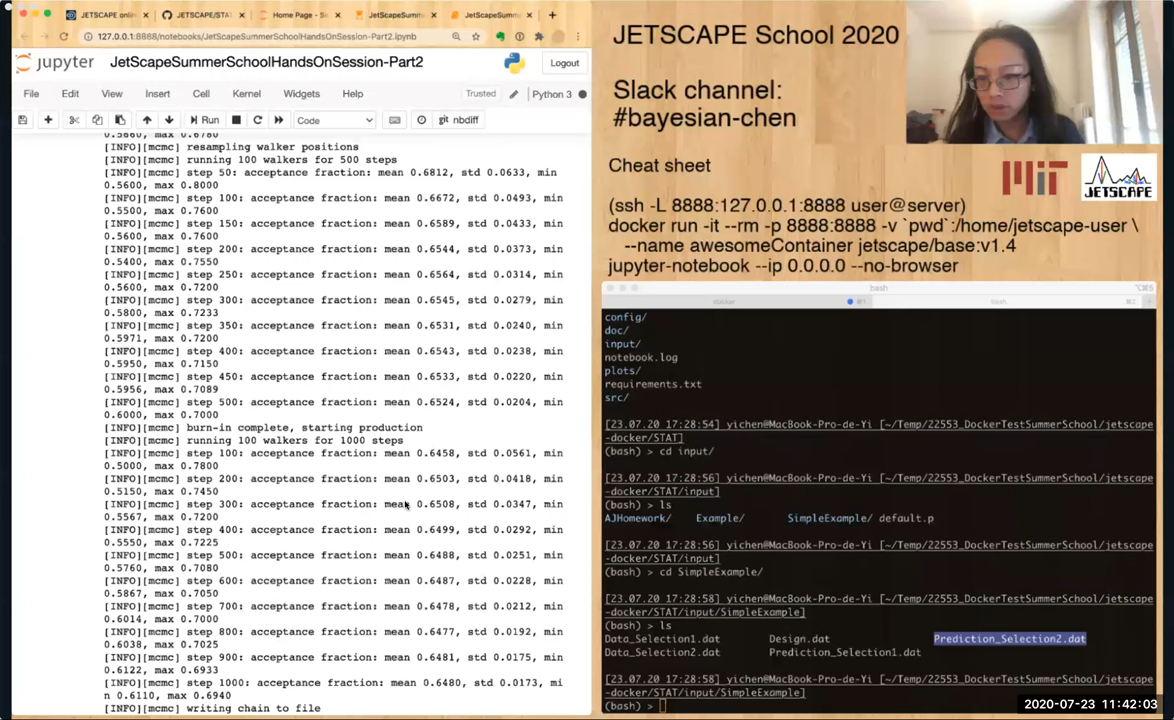 JETSCAPE onlin
JETSCAPE/STA
Home Page - Se
JetScapeSumm
JetScapeSumm
127.0.0.1:8888/notebooks/JetScapeSummerSchoolHandsOnSession-Part2.ipynb
jupyter JetScapeSummerSchoolHandsOnSession-Part2 Logout
File Edit View Insert Cell Kernel Widgets Help Trusted Python 3
Run Code git nbdiff
0.5660, max 0.6780
[INFO][mcmc] resampling walker positions
[INFO][mcmc] running 100 walkers for 500 steps
[INFO][mcmc] step 50: acceptance fraction: mean 0.6812, std 0.0633, min
0.5600, max 0.8000
[INFO][mcmc] step 100: acceptance fraction: mean 0.6672, std 0.0493, min
0.5500, max 0.7600
[INFO][mcmc] step 150: acceptance fraction: mean 0.6589, std 0.0433, min
0.5600, max 0.7600
[INFO][mcmc] step 200: acceptance fraction: mean 0.6544, std 0.0373, min
0.5400, max 0.7550
[INFO][mcmc] step 250: acceptance fraction: mean 0.6564, std 0.0314, min
0.5600, max 0.7200
[INFO][mcmc] step 300: acceptance fraction: mean 0.6545, std 0.0279, min
0.5800, max 0.7233
[INFO][mcmc] step 350: acceptance fraction: mean 0.6531, std 0.0240, min
0.5971, max 0.7200
[INFO][mcmc] step 400: acceptance fraction: mean 0.6543, std 0.0238, min
0.5950, max 0.7150
[INFO][mcmc] step 450: acceptance fraction: mean 0.6533, std 0.0220, min
0.5956, max 0.7089
[INFO][mcmc] step 500: acceptance fraction: mean 0.6524, std 0.0204, min
0.6000, max 0.7000
[INFO][mcmc] burn-in complete, starting production
[INFO][mcmc] running 100 walkers for 1000 steps
[INFO][mcmc] step 100: acceptance fraction: mean 0.6458, std 0.0561, min
0.5000, max 0.7800
[INFO][mcmc] step 200: acceptance fraction: mean 0.6503, std 0.0418, min
0.5150, max 0.7450
[INFO][mcmc] step 300: acceptance fraction: mean 0.6508, std 0.0347, min
0.5567, max 0.7200
[INFO][mcmc] step 400: acceptance fraction: mean 0.6499, std 0.0292, min
0.5550, max 0.7225
[INFO][mcmc] step 500: acceptance fraction: mean 0.6488, std 0.0251, min
0.5760, max 0.7080
[INFO][mcmc] step 600: acceptance fraction: mean 0.6487, std 0.0228, min
0.5867, max 0.7050
[INFO][mcmc] step 700: acceptance fraction: mean 0.6478, std 0.0212, min
0.6014, max 0.7000
[INFO][mcmc] step 800: acceptance fraction: mean 0.6477, std 0.0192, min
0.6038, max 0.7025
[INFO][mcmc] step 900: acceptance fraction: mean 0.6481, std 0.0175, min
0.6122, max 0.6933
[INFO][mcmc] step 1000: acceptance fraction: mean 0.6480, std 0.0173, mi
n 0.6110, max 0.6940
[INFO][mcmc] writing chain to file
JETSCAPE School 2020
Slack channel:
#bayesian-chen
Cheat sheet
MIT
JETSCAPE
(ssh -L 8888:127.0.0.1:8888 user@server)
docker run -it --rm -p 8888:8888 -v `pwd`:/home/jetscape-user \
--name awesomeContainer jetscape/base:v1.4
jupyter-notebook --ip 0.0.0.0 --no-browser
bash
docker ⌘1 bash ⌘2
config/
doc/
input/
notebook.log
plots/
requirements.txt
src/
[23.07.20 17:28:54] yichen@MacBook-Pro-de-Yi [~/Temp/22553_DockerTestSummerSchool/jetscape
-docker/STAT]
(bash) > cd input/
[23.07.20 17:28:56] yichen@MacBook-Pro-de-Yi [~/Temp/22553_DockerTestSummerSchool/jetscape
-docker/STAT/input]
(bash) > ls
AJHomework/ Example/ SimpleExample/ default.p
[23.07.20 17:28:56] yichen@MacBook-Pro-de-Yi [~/Temp/22553_DockerTestSummerSchool/jetscape
-docker/STAT/input]
(bash) > cd SimpleExample/
[23.07.20 17:28:58] yichen@MacBook-Pro-de-Yi [~/Temp/22553_DockerTestSummerSchool/jetscape
-docker/STAT/input/SimpleExample]
(bash) > ls
Data_Selection1.dat Design.dat Prediction_Selection2.dat
Data_Selection2.dat Prediction_Selection1.dat
[23.07.20 17:28:58] yichen@MacBook-Pro-de-Yi [~/Temp/22553_DockerTestSummerSchool/jetscape
-docker/STAT/input/SimpleExample]
(bash) >
2020-07-23 11:42:03